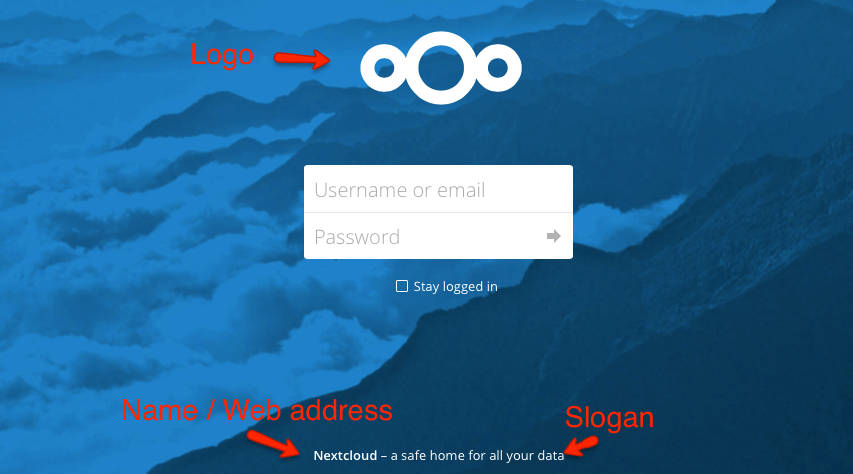 Logo
Username or email
Password
Stay logged in
Name / Web address
Slogan
Nextcloud – a safe home for all your data